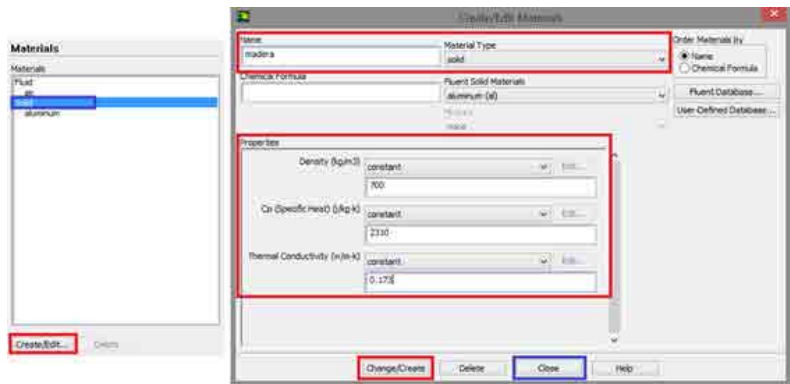 Materials
Materials
Fluid
air
Solid
aluminum
Create/Edit...
Delete
Create/Edit Materials
Name
madera
Material Type
solid
Order Materials by
Name
Chemical Formula
Chemical Formula
Fluent Solid Materials
aluminum (al)
Mixture
none
Fluent Database...
User-Defined Database...
Properties
Density (kg/m3)
constant
Edit...
700
Cp (Specific Heat) (j/kg-k)
constant
Edit...
2310
Thermal Conductivity (w/m-k)
constant
Edit...
0.173
Change/Create
Delete
Close
Help